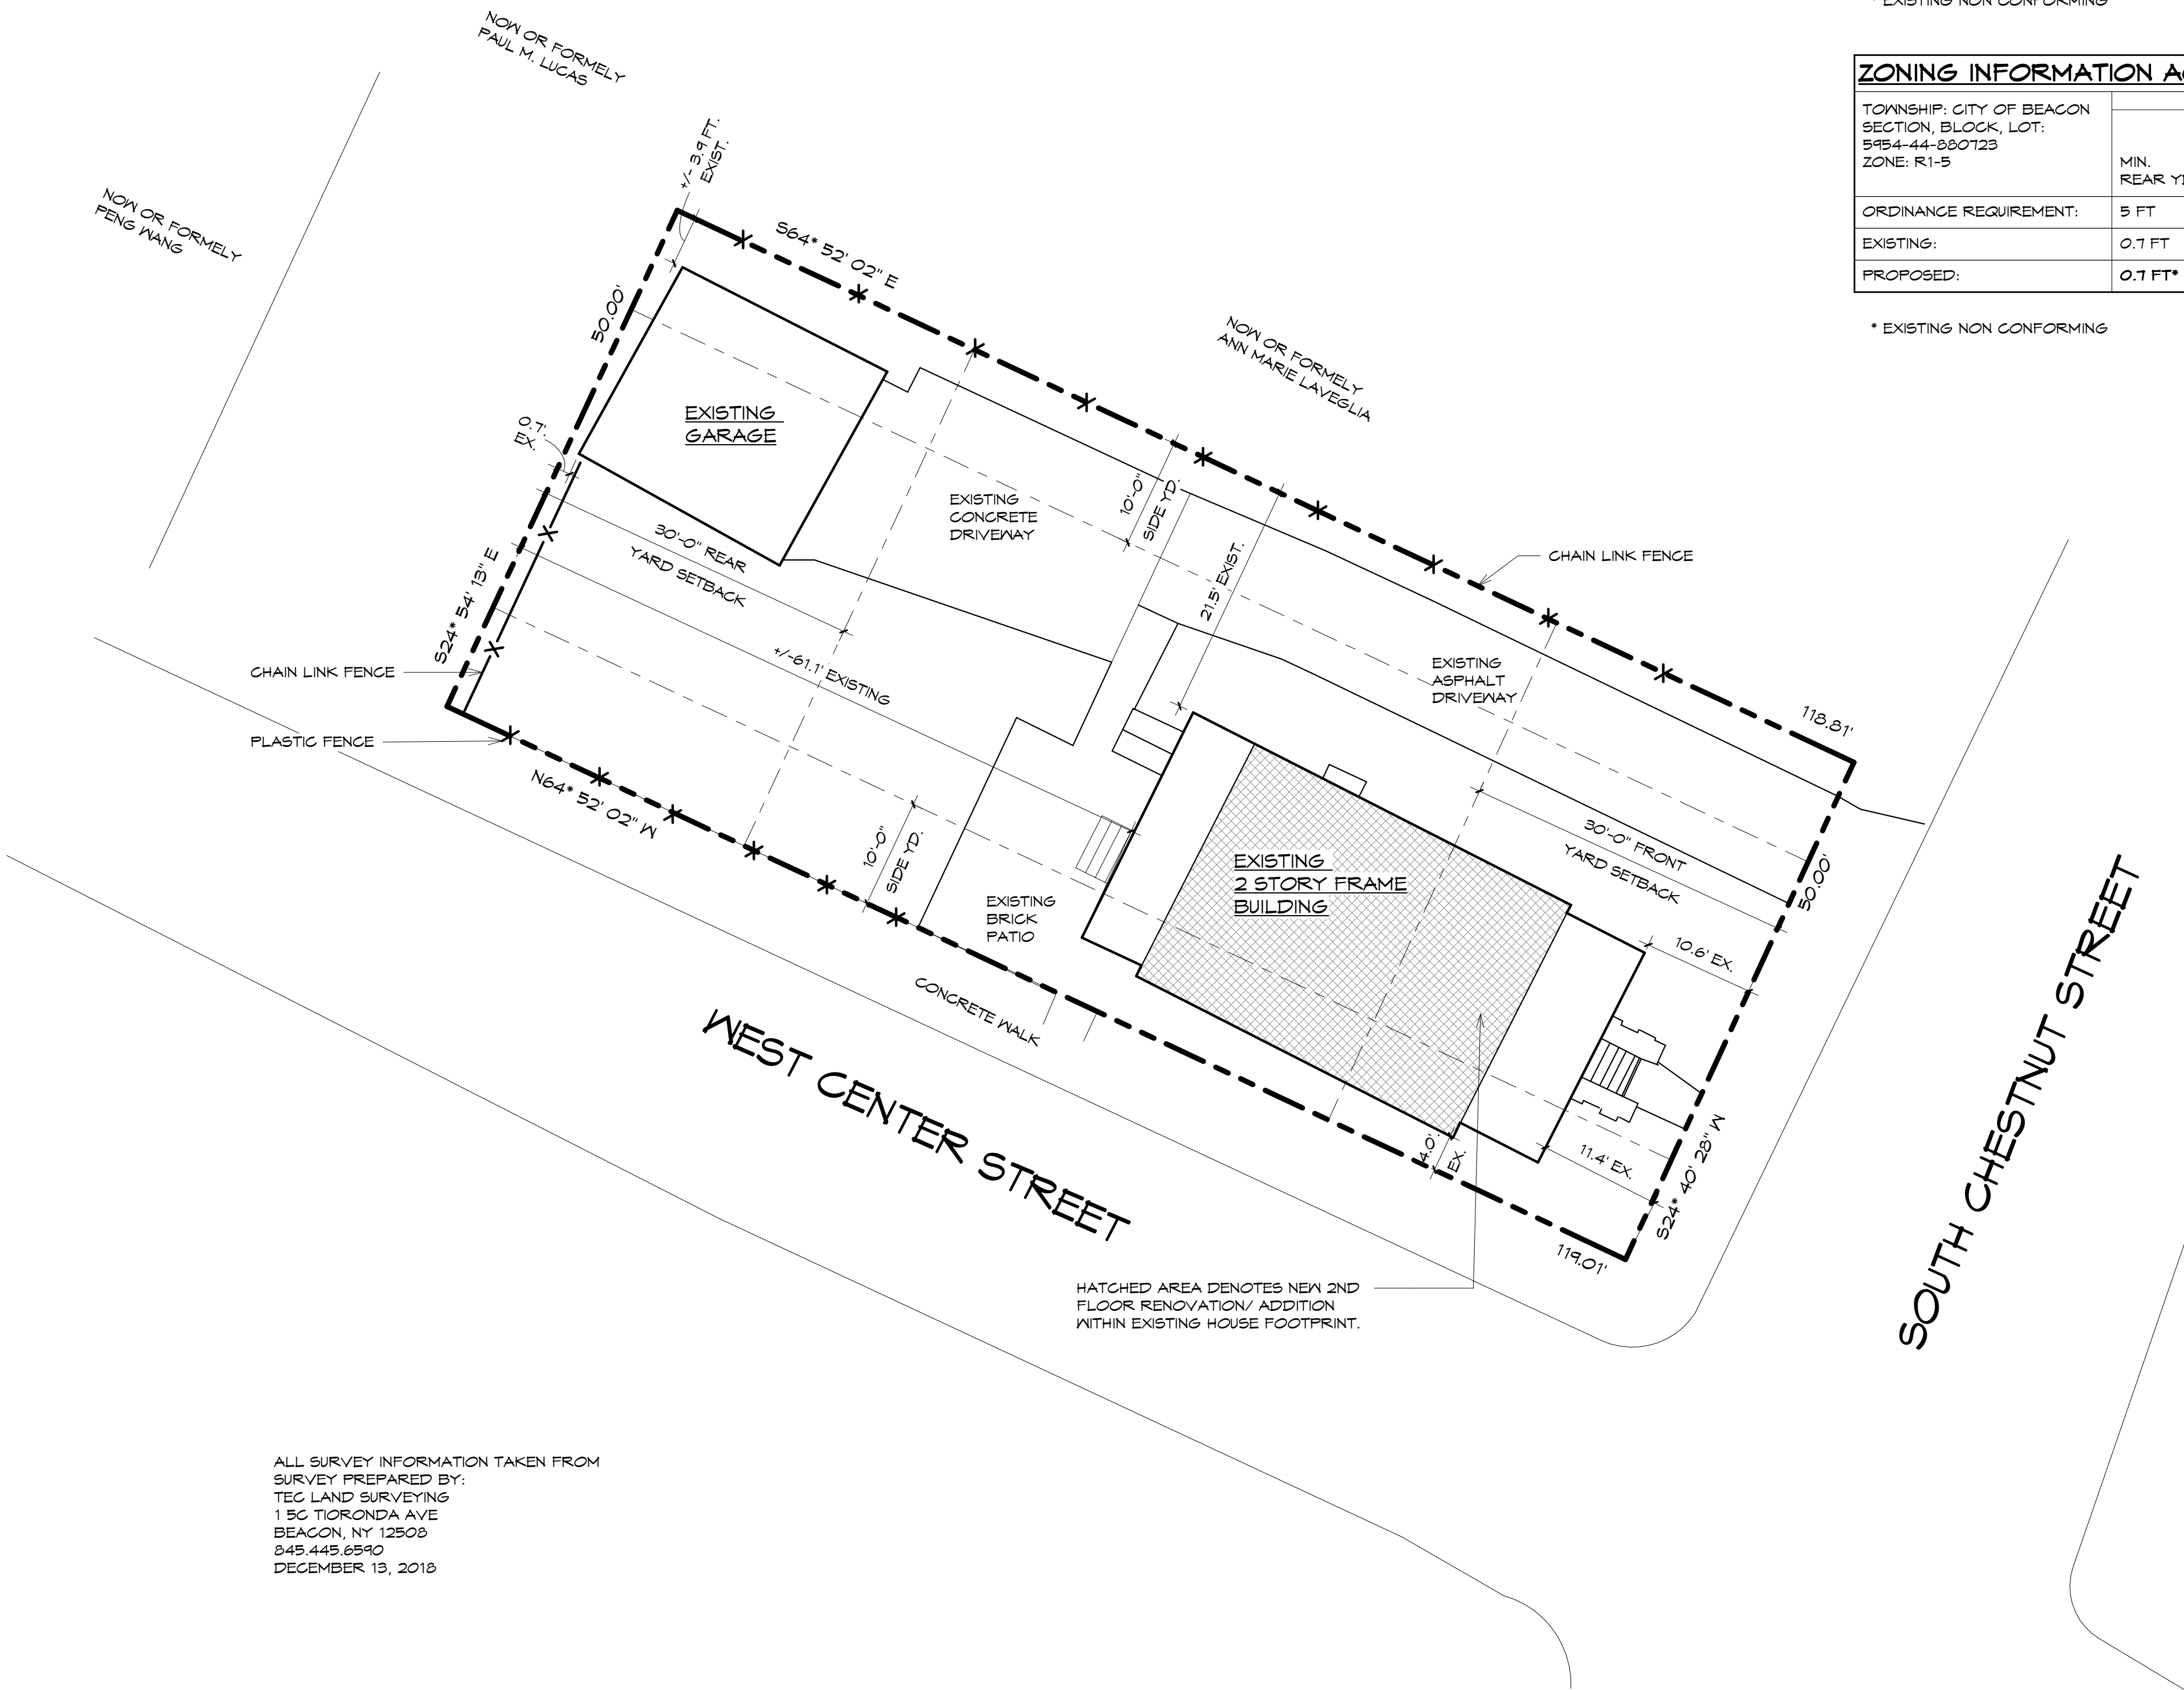 * EXISTING NON CONFORMING
ZONING INFORMATION
TOWNSHIP: CITY OF BEACON
SECTION, BLOCK, LOT:
5954-44-880723
ZONE: R1-5
MIN.
REAR
ORDINANCE REQUIREMENT: 5 FT
EXISTING: 0.7 FT
PROPOSED: 0.7 FT*
* EXISTING NON CONFORMING
NOW OR FORMELY
PAUL M. LUCAS
NOW OR FORMELY
PENG WANG
+/- 3.9 FT.
EXIST.
S64* 52' 02" E
50.00'
NOW OR FORMELY
ANN MARIE LAVEGLIA
EXISTING
GARAGE
0.7'
EX.
EXISTING
CONCRETE
DRIVEWAY
10'-0"
SIDE YD.
30'-0" REAR
YARD SETBACK
21.5' EXIST.
CHAIN LINK FENCE
S24* 54' 13" E
+/-61.1' EXISTING
CHAIN LINK FENCE
EXISTING
ASPHALT
DRIVEWAY
118.81'
PLASTIC FENCE
N64* 52' 02" W
10'-0"
SIDE YD.
30'-0" FRONT
YARD SETBACK
50.00'
EXISTING
2 STORY FRAME
BUILDING
EXISTING
BRICK
PATIO
10.6' EX.
CONCRETE WALK
WEST CENTER STREET
4.0'
EX.
11.4' EX.
S24* 40' 28" W
119.01'
SOUTH CHESTNUT STREET
HATCHED AREA DENOTES NEW 2ND
FLOOR RENOVATION/ ADDITION
WITHIN EXISTING HOUSE FOOTPRINT.
ALL SURVEY INFORMATION TAKEN FROM
SURVEY PREPARED BY:
TEC LAND SURVEYING
1 5C TIORONDA AVE
BEACON, NY 12508
845.445.6590
DECEMBER 13, 2018